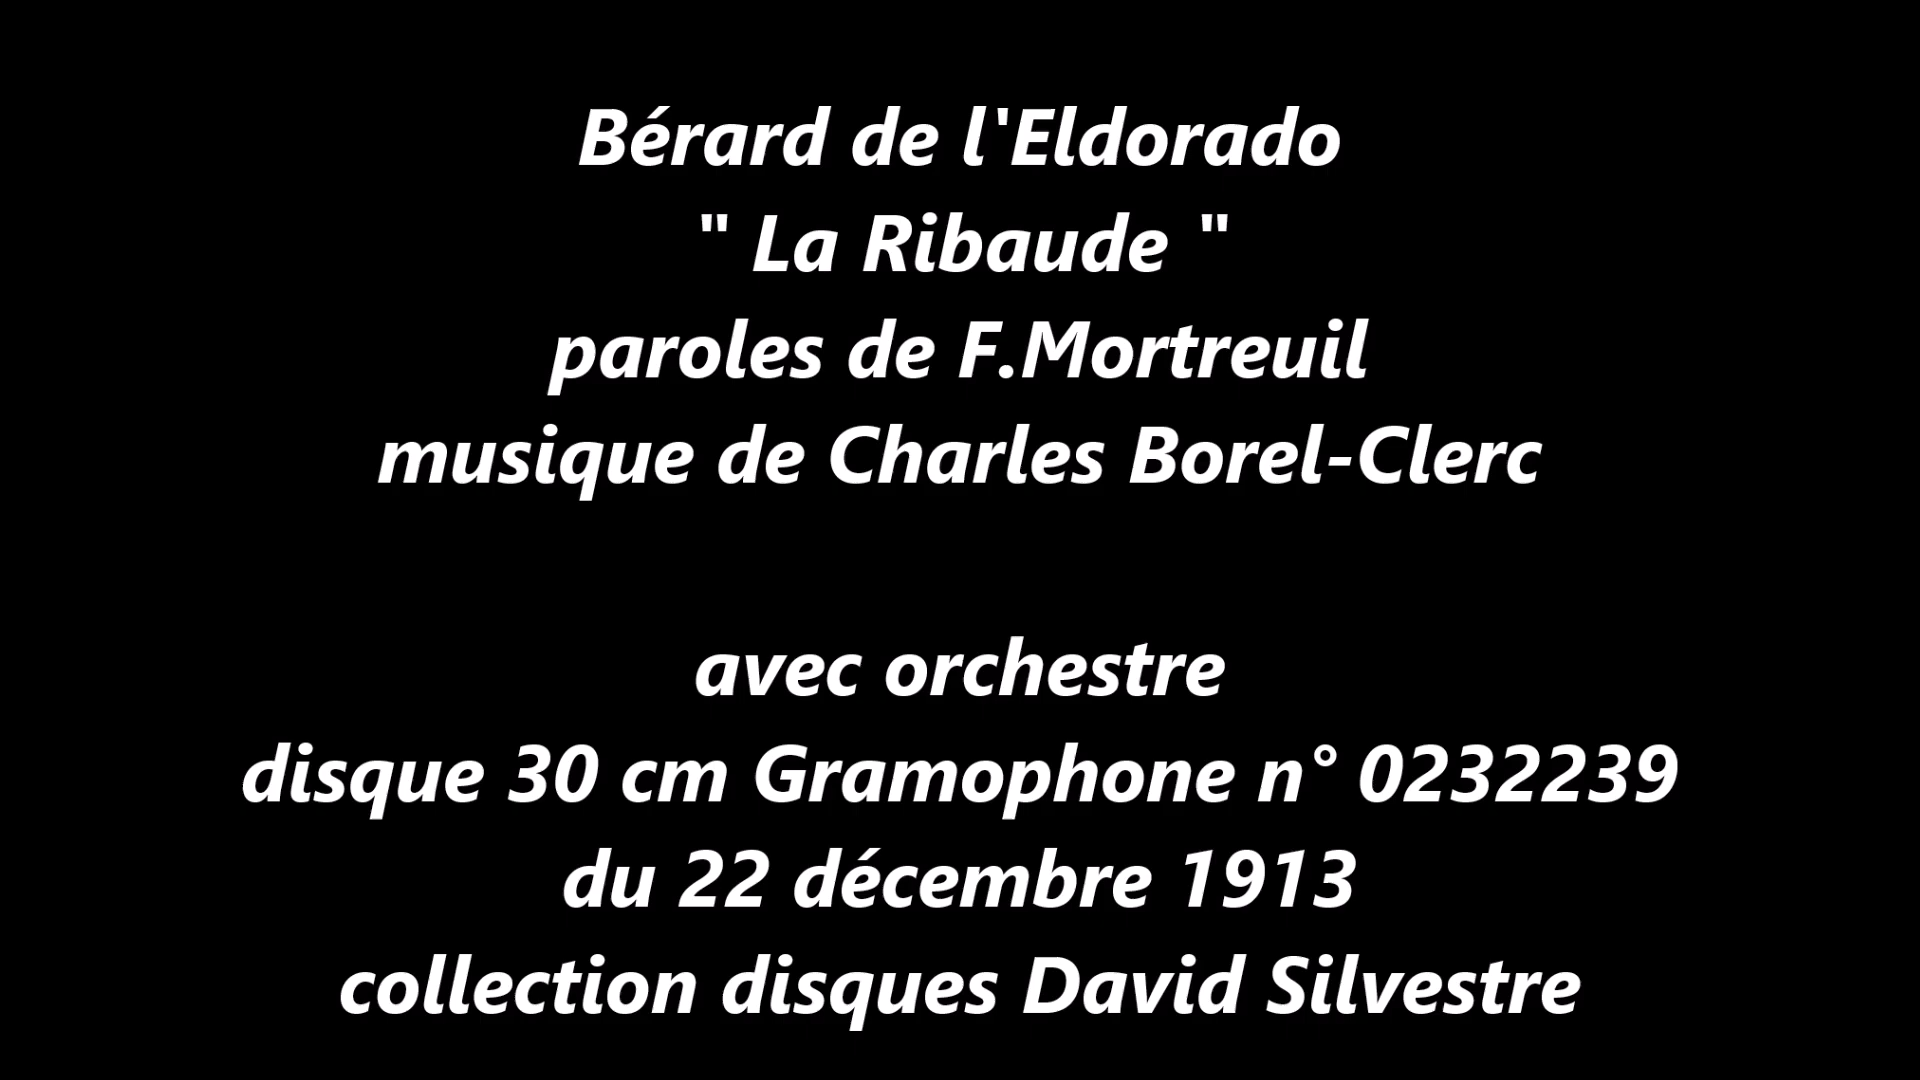 Bérard de l'Eldorado
" La Ribaude "
paroles de F.Mortreuil
musique de Charles Borel-Clerc
avec orchestre
disque 30 cm Gramophone n° 0232239
du 22 décembre 1913
collection disques David Silvestre